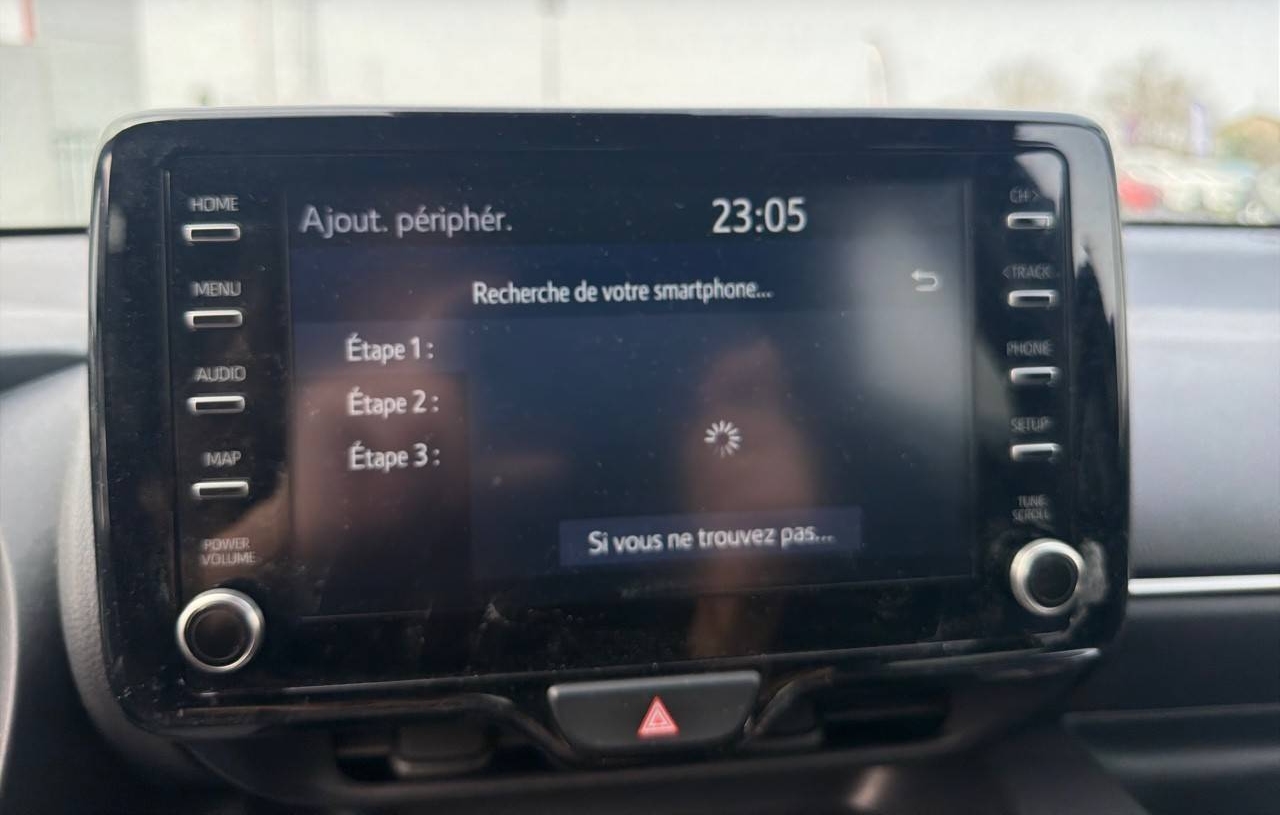 HOME
MENU
AUDIO
MAP
POWER
VOLUME
Ajout. périphér.
23:05
Recherche de votre smartphone...
Étape 1 :
Étape 2 :
Étape 3 :
Si vous ne trouvez pas...
CH >
< TRACK
PHONE
SETUP
TUNE
SCROLL